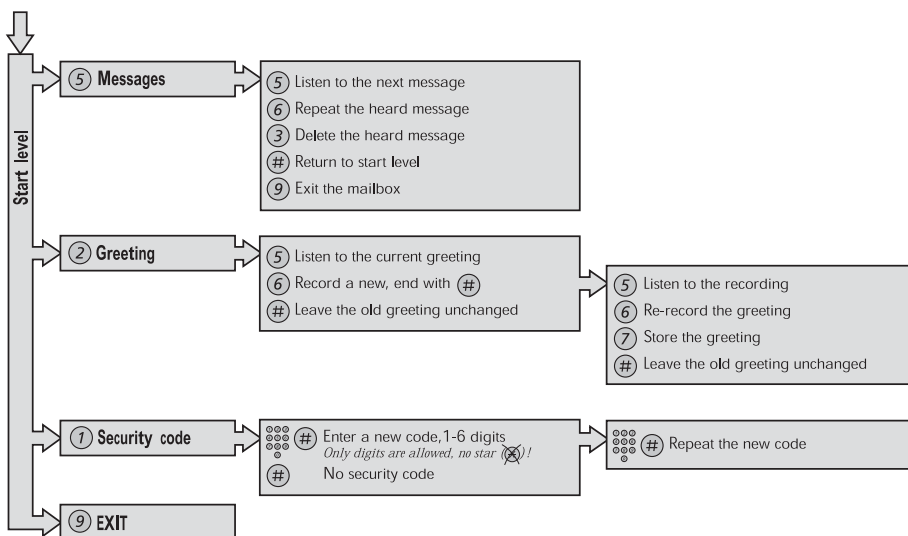 Start level
5 Messages
5 Listen to the next message
6 Repeat the heard message
3 Delete the heard message
# Return to start level
9 Exit the mailbox
2 Greeting
5 Listen to the current greeting
6 Record a new, end with #
# Leave the old greeting unchanged
5 Listen to the recording
6 Re-record the greeting
7 Store the greeting
# Leave the old greeting unchanged
1 Security code
# Enter a new code,1-6 digits
Only digits are allowed, no star (*)!
# No security code
# Repeat the new code
9 EXIT